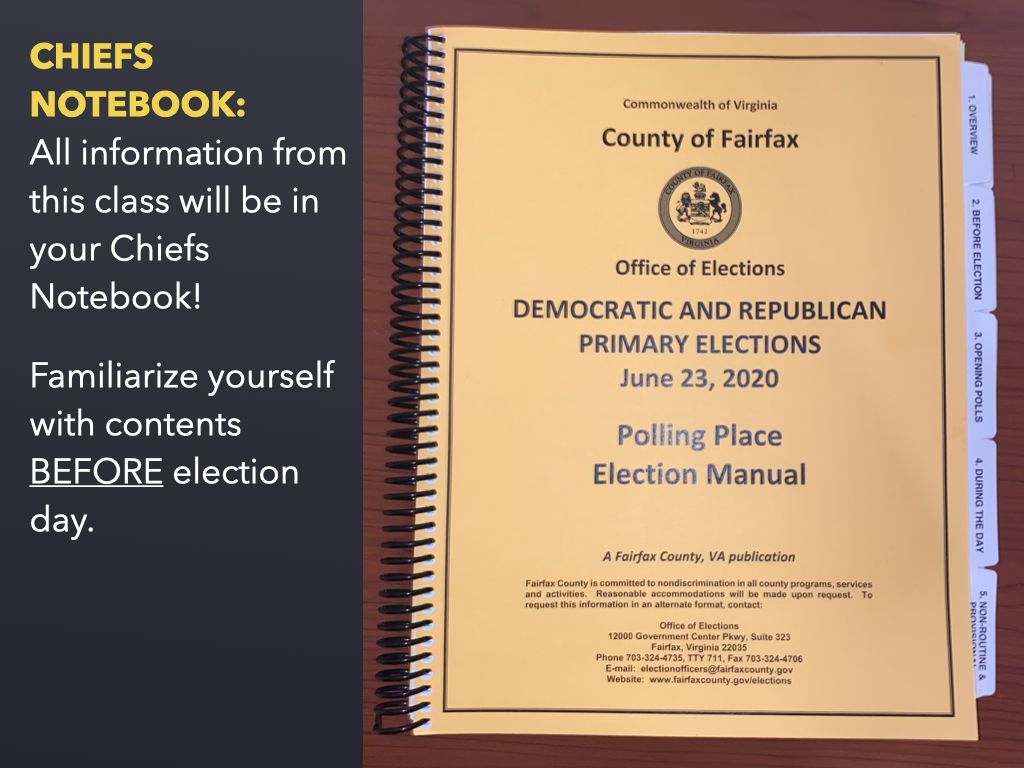 CHIEFS
NOTEBOOK:
All information from
this class will be in
your Chiefs
Notebook!
Familiarize yourself
with contents
BEFORE election
day.
Commonwealth of Virginia
County of Fairfax
COUNTY OF FAIRFAX
1742
VIRGINIA
Office of Elections
DEMOCRATIC AND REPUBLICAN
PRIMARY ELECTIONS
June 23, 2020
Polling Place
Election Manual
A Fairfax County, VA publication
Fairfax County is committed to nondiscrimination in all county programs, services
and activities. Reasonable accommodations will be made upon request. To
request this information in an alternate format, contact:
Office of Elections
12000 Government Center Pkwy, Suite 323
Fairfax, Virginia 22035
Phone 703-324-4735, TTY 711, Fax 703-324-4706
E-mail: electionofficers@fairfaxcounty.gov
Website: www.fairfaxcounty.gov/elections
1. OVERVIEW
2. BEFORE ELECTION
3. OPENING POLLS
4. DURING THE DAY
5. NON-ROUTINE &
PROVISIONAL